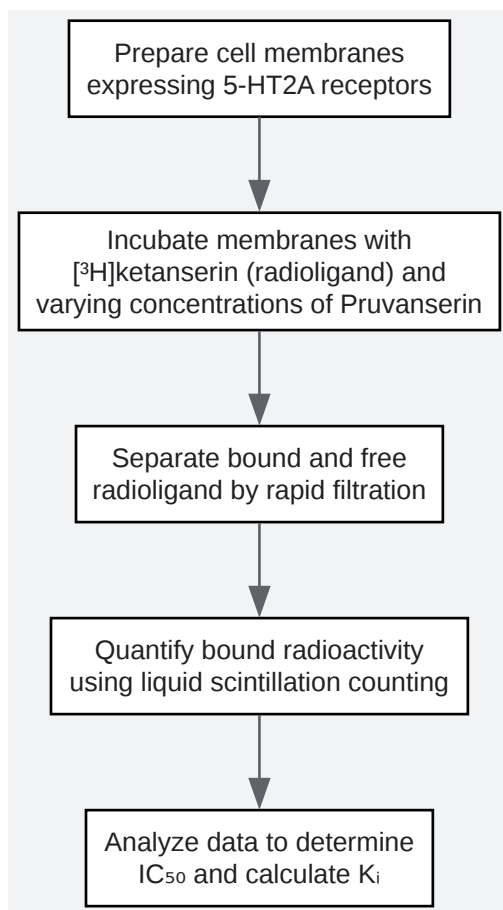 Prepare cell membranes
expressing 5-HT2A receptors
Incubate membranes with
[³H]ketanserin (radioligand) and
varying concentrations of Pruvanserin
Separate bound and free
radioligand by rapid filtration
Quantify bound radioactivity
using liquid scintillation counting
Analyze data to determine
IC₅₀ and calculate Kᵢ